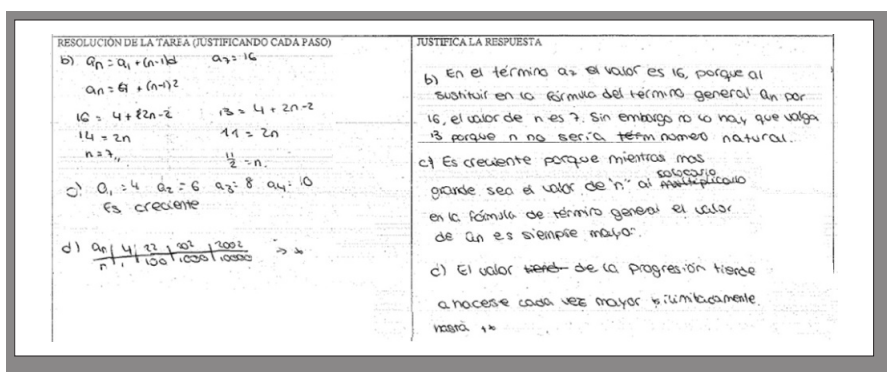 RESOLUCIÓN DE LA TAREA (JUSTIFICANDO CADA PASO)
b) an = a1 + (n-1)d a7 = 16
an = 4 + (n-1)2
16 = 4 + 2n-2 13 = 4 + 2n-2
14 = 2n 11 = 2n
n = 7,, 11/2 = n.
c) a1 = 4 a2 = 6 a3 = 8 a4 = 10
Es creciente
d) an | 4 | 22 | 202 | 2002
n | 1 | 100 | 1000 | 10000
JUSTIFICA LA RESPUESTA
b) En el término a7 el valor es 16, porque al
sustituir en la fórmula del término general an por
16, el valor de n es 7. Sin embargo no lo hay que valga
13 porque n no sería numero natural.
c) Es creciente porque mientras mas
grande sea el valor de "n" al
en la fórmula de término general el valor
de an es siempre mayor.
d) El valor de la progresión tiende
a hacerse cada vez mayor ilimitadamente
hasta +∞